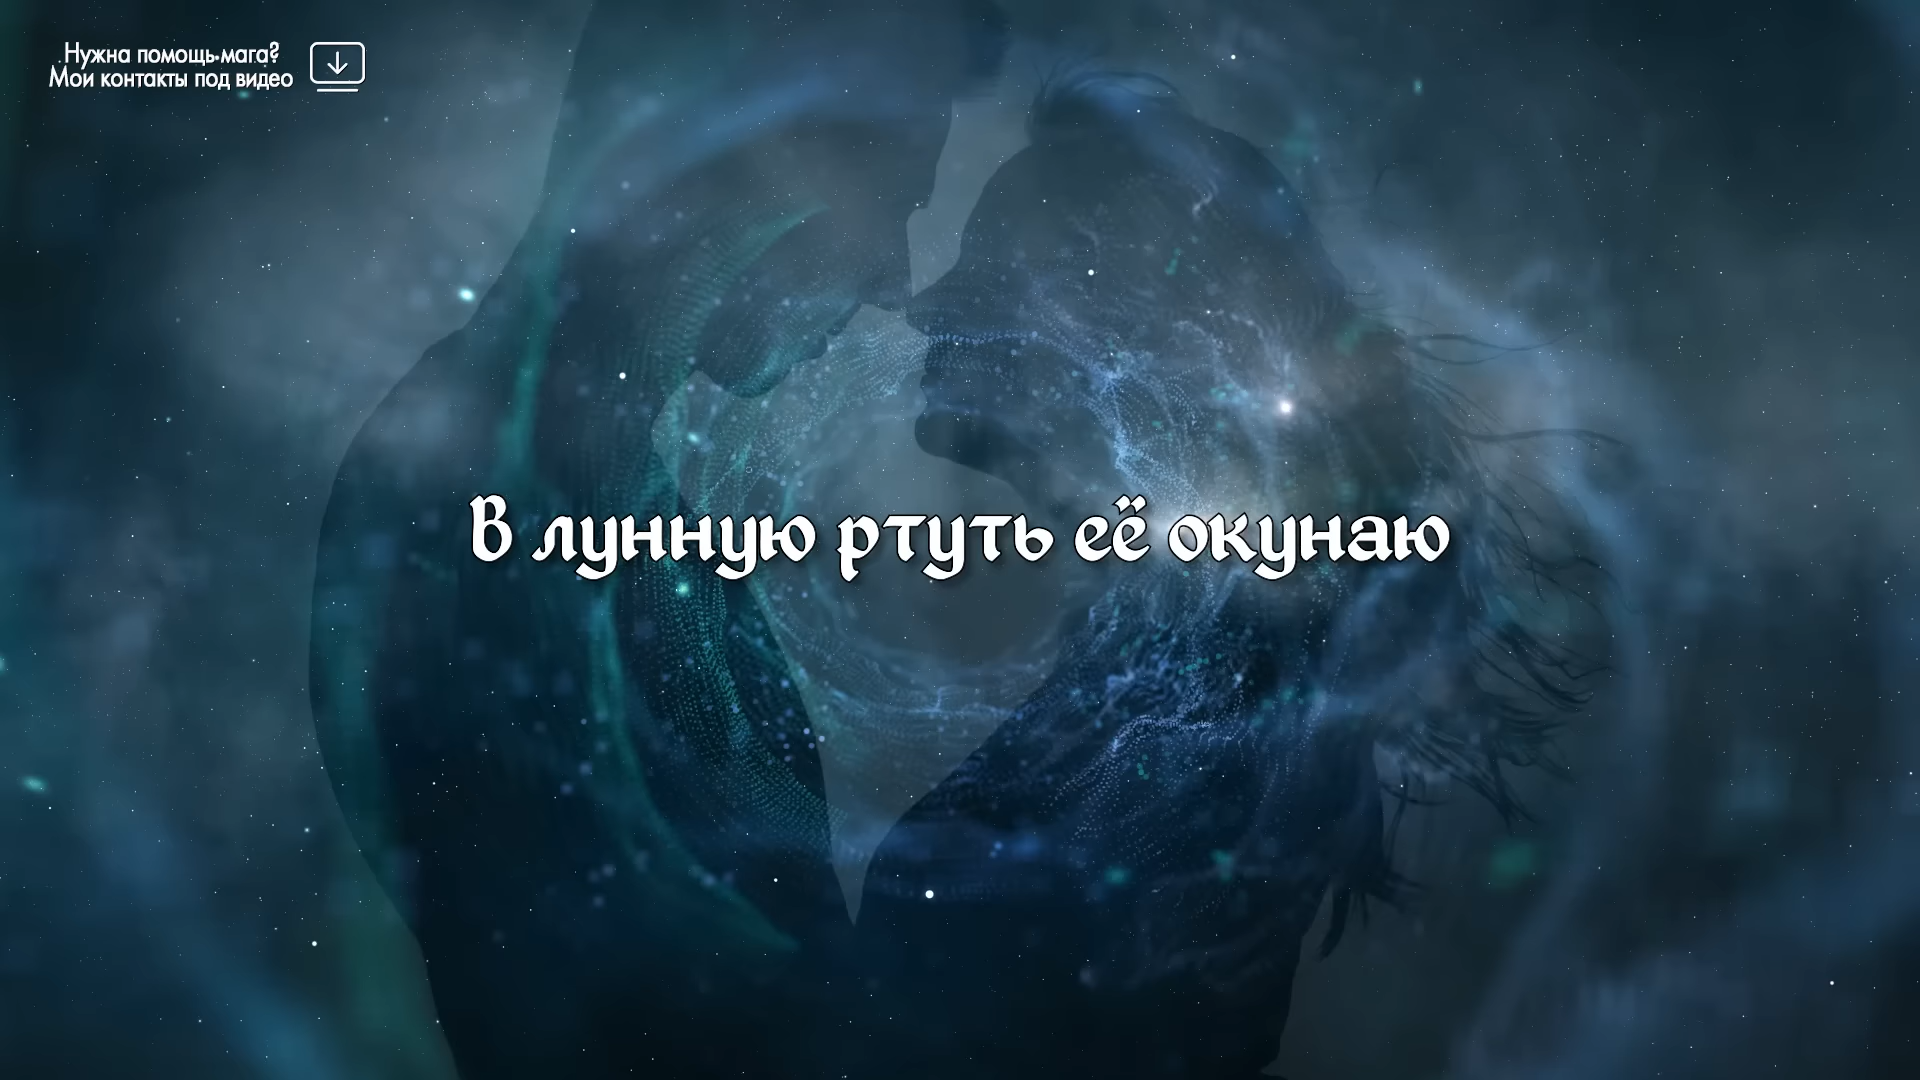 Нужна помощь мага?
Мои контакты под видео
В лунную ртуть её окунаю